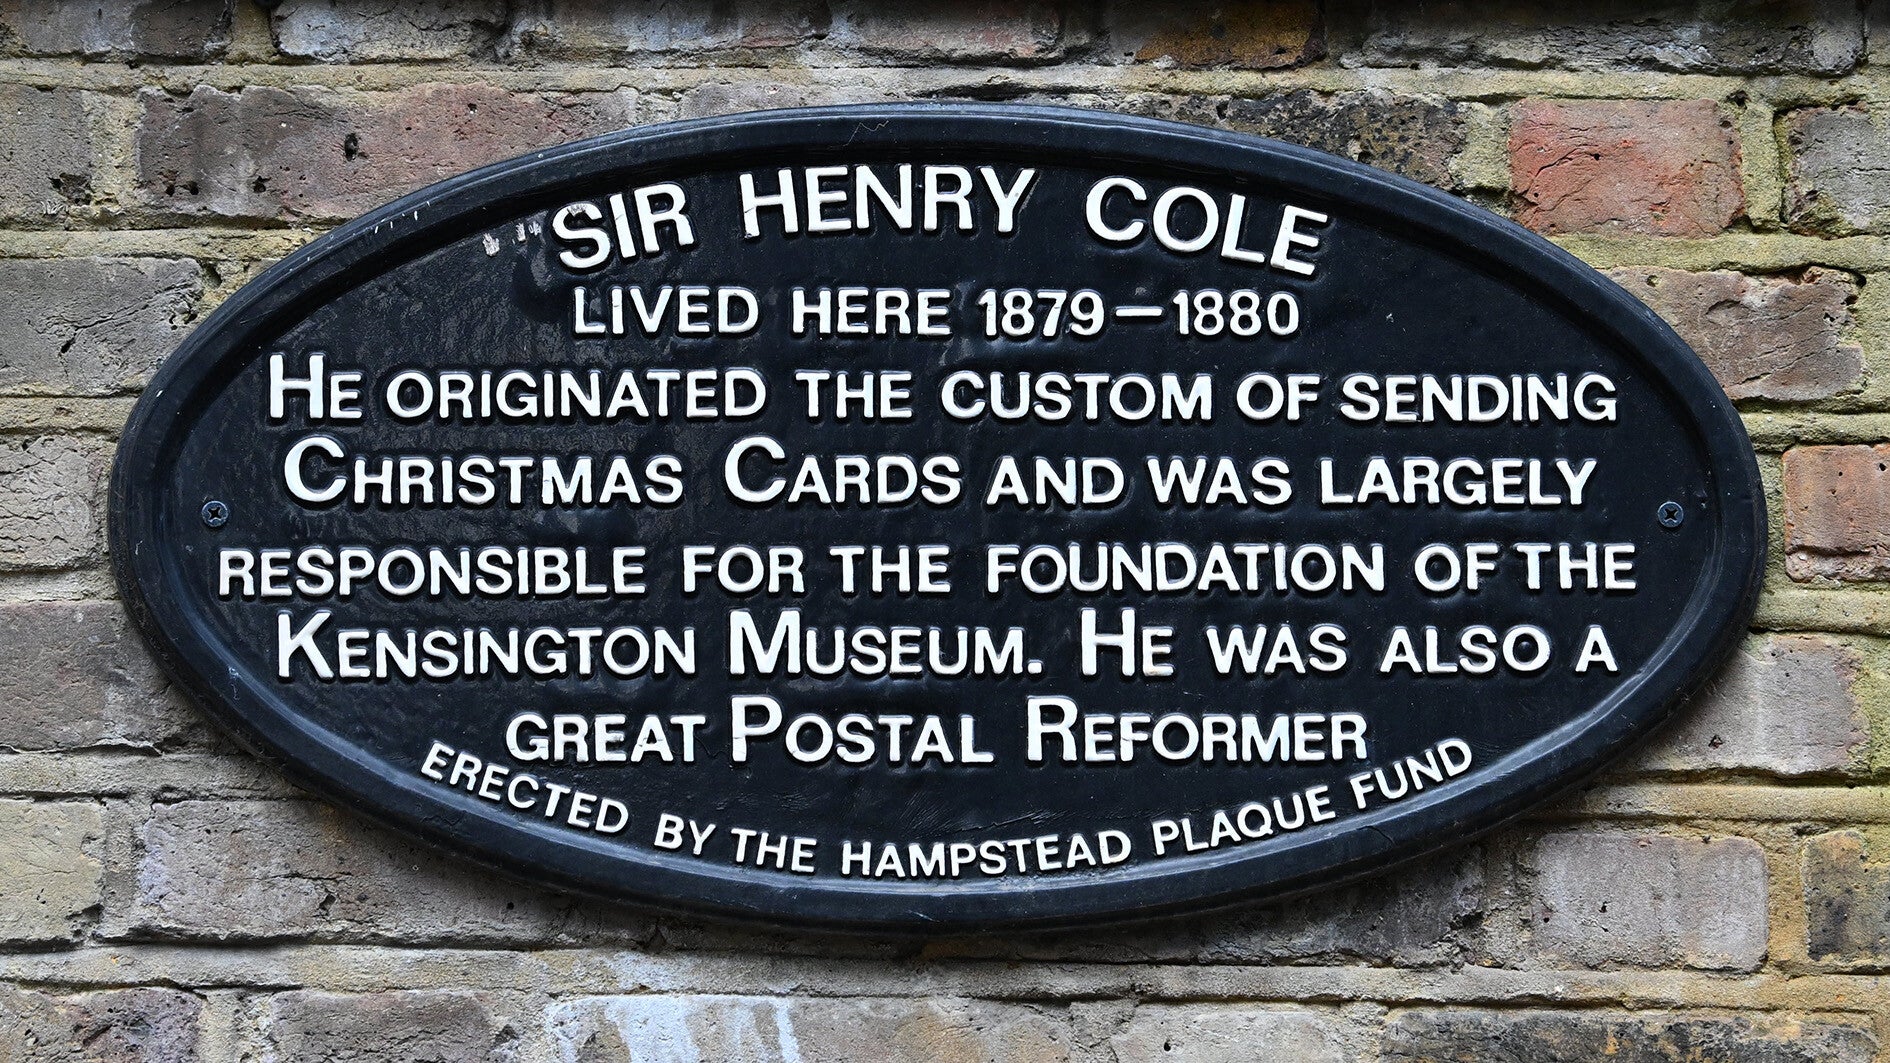 SIR HENRY COLE
LIVED HERE 1879–1880
HE ORIGINATED THE CUSTOM OF SENDING
CHRISTMAS CARDS AND WAS LARGELY
RESPONSIBLE FOR THE FOUNDATION OF THE
KENSINGTON MUSEUM. HE WAS ALSO A
GREAT POSTAL REFORMER
ERECTED BY THE HAMPSTEAD PLAQUE FUND